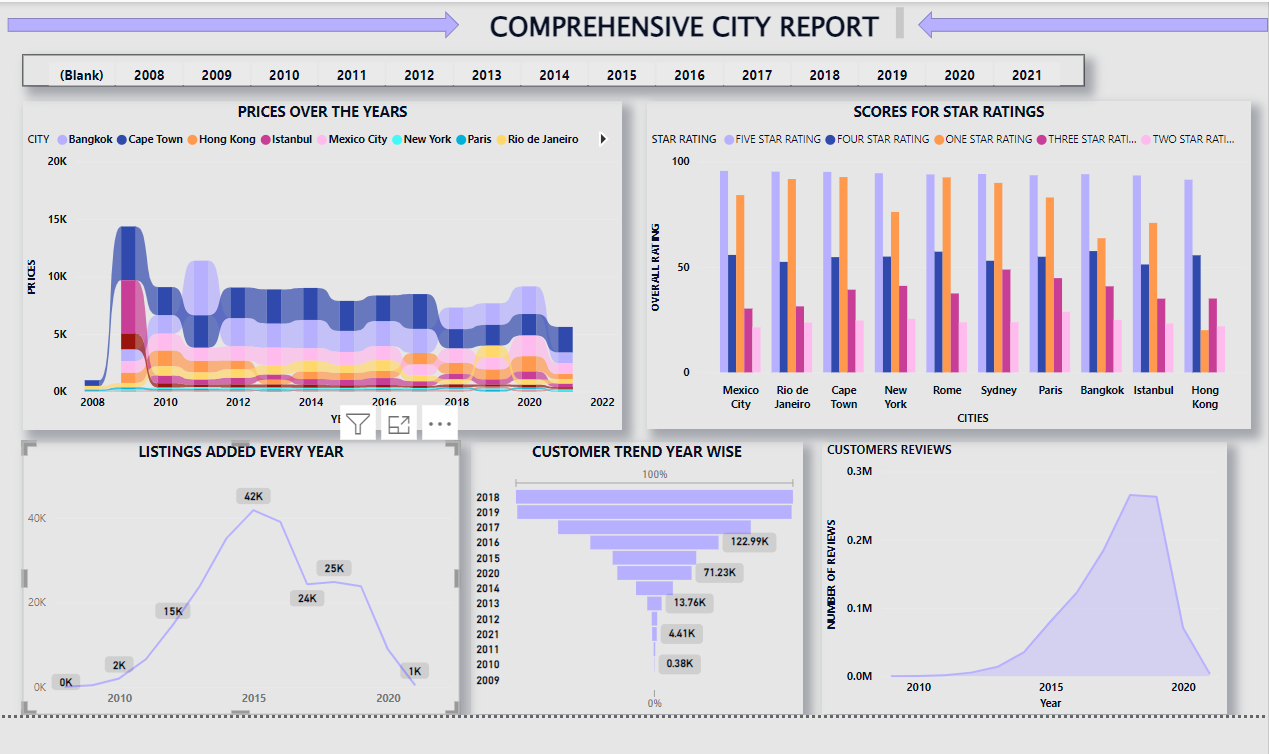 COMPREHENSIVE CITY REPORT
(Blank) 2008 2009 2010 2011 2012 2013 2014 2015 2016 2017 2018 2019 2020 2021
PRICES OVER THE YEARS
CITY Bangkok Cape Town Hong Kong Istanbul Mexico City New York Paris Rio de Janeiro
20K
15K
10K
5K
0K
PRICES
2008 2010 2012 2014 2016 2018 2020 2022
SCORES FOR STAR RATINGS
STAR RATING FIVE STAR RATING FOUR STAR RATING ONE STAR RATING THREE STAR RATI... TWO STAR RATI...
100
50
0
OVERALL RATING
Mexico City Rio de Janeiro Cape Town New York Rome Sydney Paris Bangkok Istanbul Hong Kong
CITIES
LISTINGS ADDED EVERY YEAR
40K
20K
0K
0K
2K
15K
42K
24K
25K
1K
2010 2015 2020
CUSTOMER TREND YEAR WISE
100%
2018
2019
2017
2016 122.99K
2015
2020 71.23K
2014
2013 13.76K
2012
2021 4.41K
2011
2010 0.38K
2009
0%
CUSTOMERS REVIEWS
0.3M
0.2M
0.1M
0.0M
NUMBER OF REVIEWS
2010 2015 2020
Year